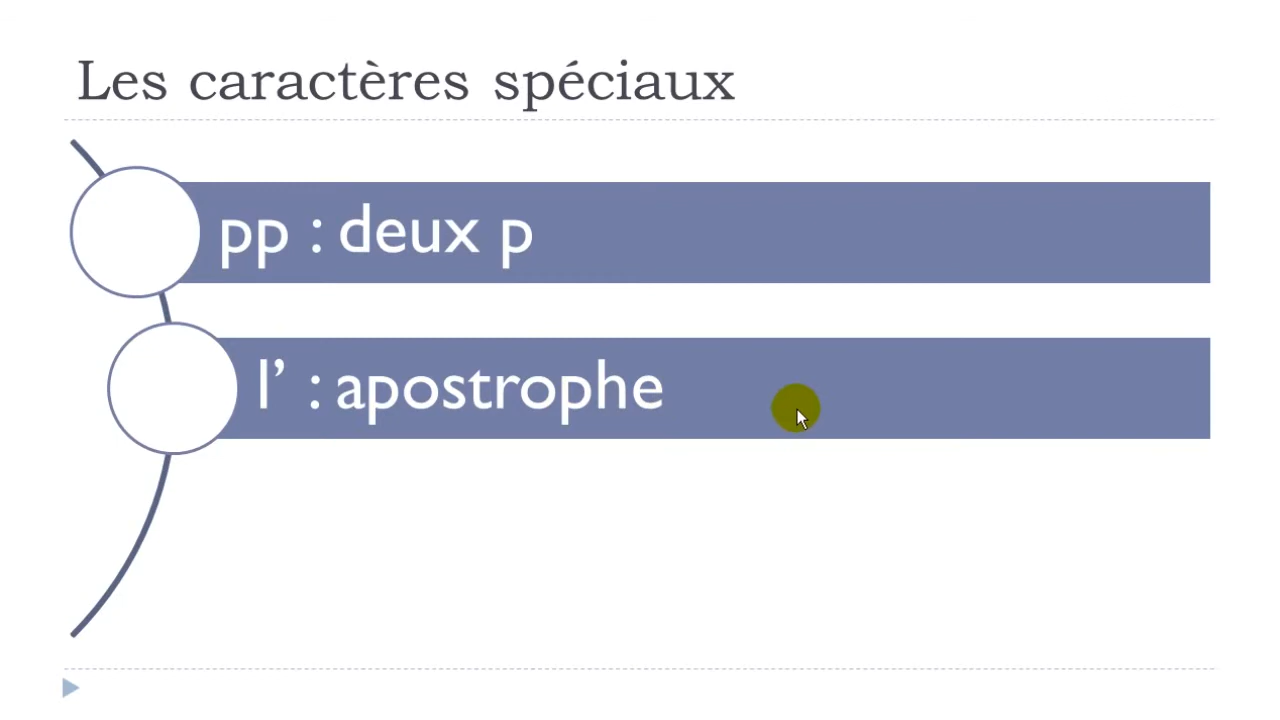 Les caractères spéciaux
pp : deux p
l’ : apostrophe